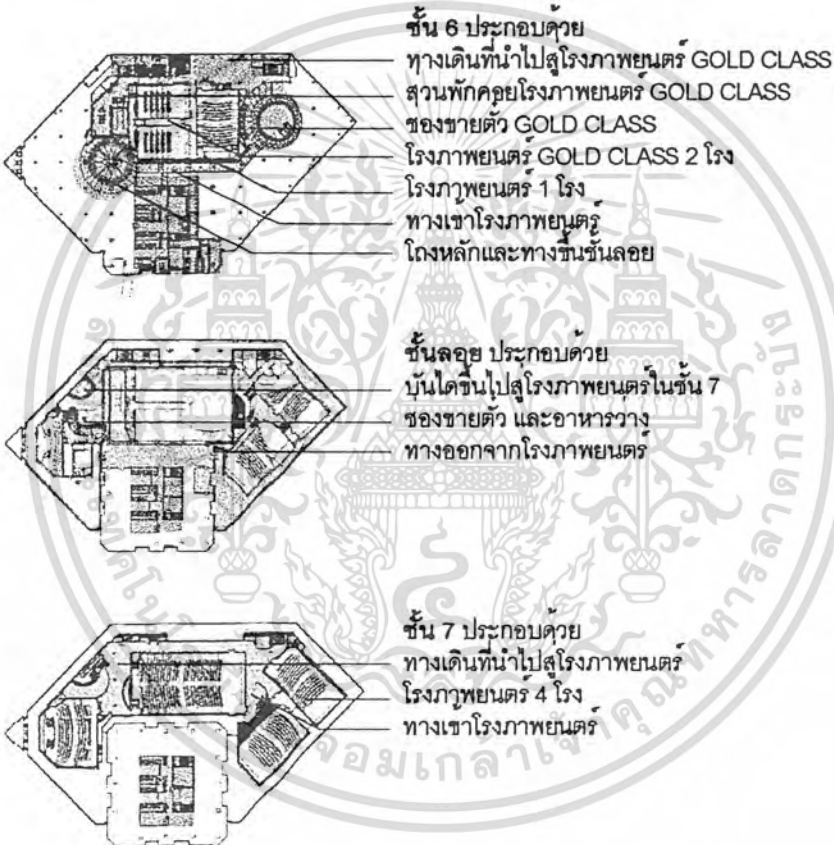 ชั้น 6 ประกอบด้วย
ทางเดินที่นำไปสู่โรงภาพยนตร์ GOLD CLASS
ส่วนพักคอยโรงภาพยนตร์ GOLD CLASS
ช่องขายตั๋ว GOLD CLASS
โรงภาพยนตร์ GOLD CLASS 2 โรง
โรงภาพยนตร์ 1 โรง
ทางเข้าโรงภาพยนตร์
โถงหลักและทางขึ้นชั้นลอย
ชั้นลอย ประกอบด้วย
บันไดขึ้นไปสู่โรงภาพยนตร์ในชั้น 7
ช่องขายตั๋ว และอาหารว่าง
ทางออกจากโรงภาพยนตร์
ชั้น 7 ประกอบด้วย
ทางเดินที่นำไปสู่โรงภาพยนตร์
โรงภาพยนตร์ 4 โรง
ทางเข้าโรงภาพยนตร์